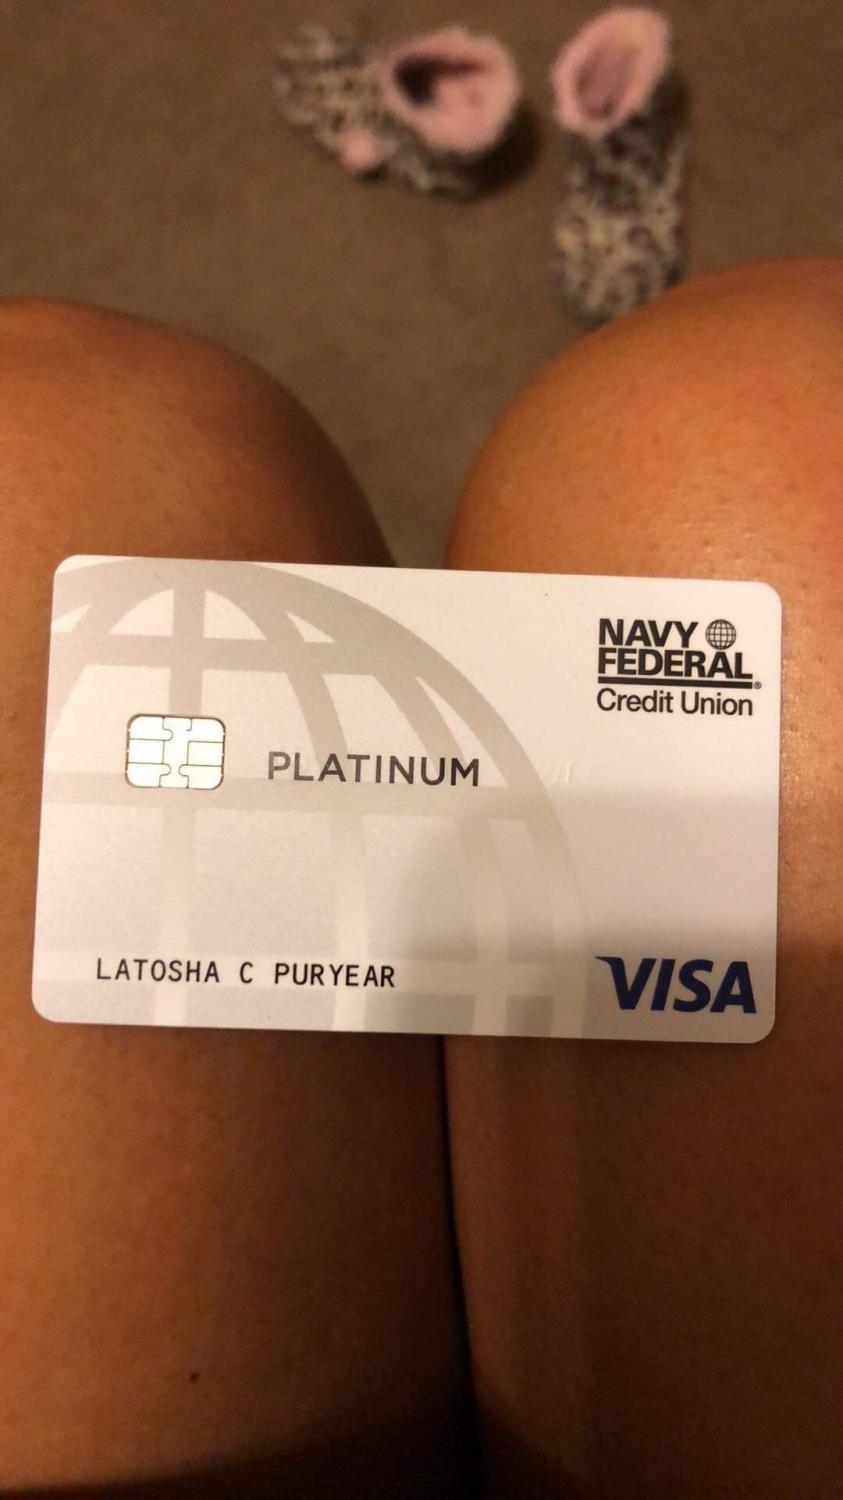 NAVY
FEDERAL®
Credit Union
PLATINUM
LATOSHA C PURYEAR
VISA